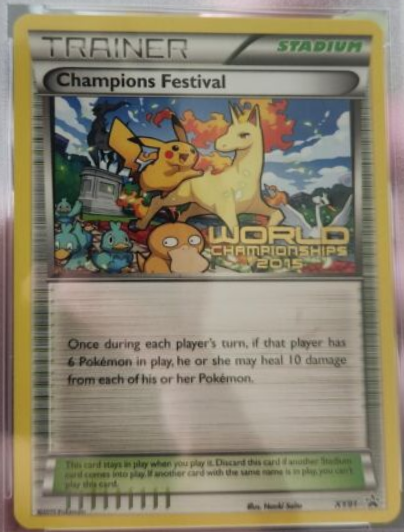 TRAINER STADIUM
Champions Festival
WORLD
CHAMPIONSHIPS
2015
Once during each player's turn, if that player has
6 Pokémon in play, he or she may heal 10 damage
from each of his or her Pokémon.
This card stays in play when you play it. Discard this card if another Stadium
card comes into play. If another card with the same name is in play, you can't
play this card.
©2015 Pokémon Illus. Naoki Saito XY91